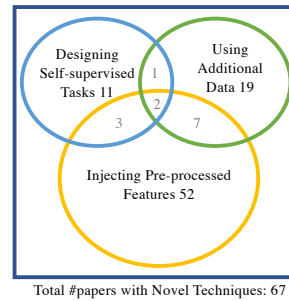 Designing
Self-supervised
Tasks 11
1
Using
Additional
Data 19
2
3
7
Injecting Pre-processed
Features 52
Total #papers with Novel Techniques: 67